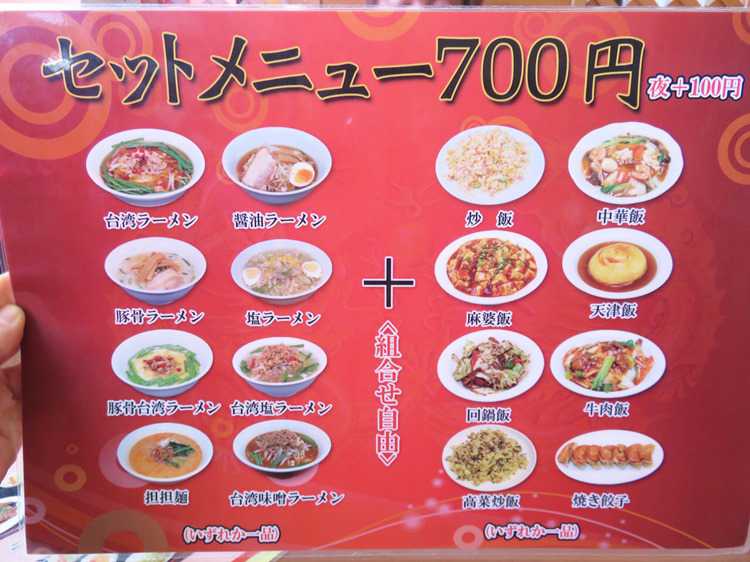 セットメニュー700円
夜＋100円
台湾ラーメン
醤油ラーメン
豚骨ラーメン
塩ラーメン
豚骨台湾ラーメン
台湾塩ラーメン
担担麺
台湾味噌ラーメン
(いずれか一品)
＋
<組合せ自由>
炒 飯
中華飯
麻婆飯
天津飯
回鍋飯
牛肉飯
高菜炒飯
焼き餃子
(いずれか一品)